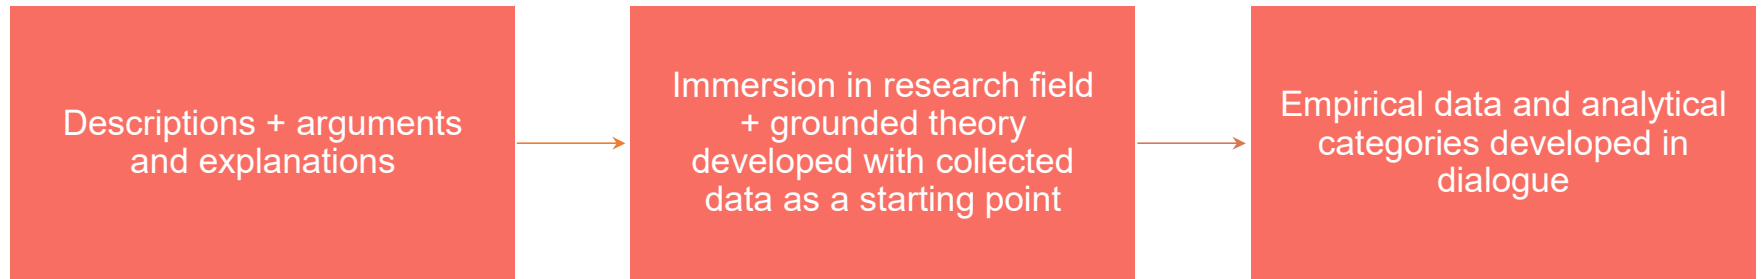 Descriptions + arguments
and explanations
Immersion in research field
+ grounded theory
developed with collected
data as a starting point
Empirical data and analytical
categories developed in
dialogue